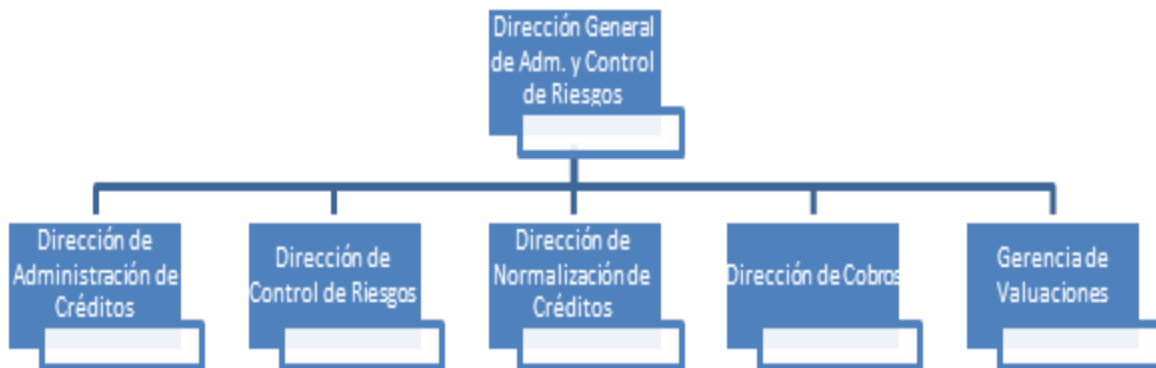 Dirección General
de Adm. y Control
de Riesgos
Dirección de
Administración de
Créditos
Dirección de
Control de Riesgos
Dirección de
Normalización de
Créditos
Dirección de Cobros
Gerencia de
Valuaciones